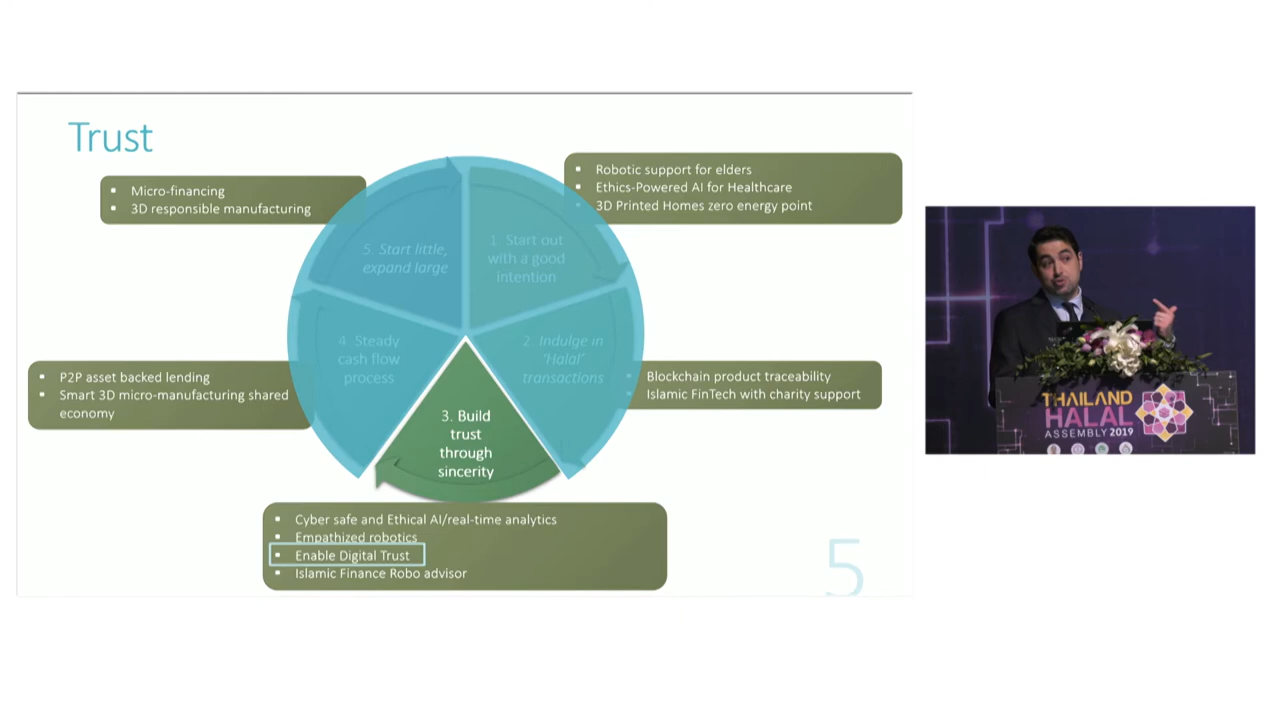 Trust
▪ Micro-financing
▪ 3D responsible manufacturing
▪ Robotic support for elders
▪ Ethics-Powered AI for Healthcare
▪ 3D Printed Homes zero energy point
5. Start little,
expand large
1. Start out
with a good
intention
4. Steady
cash flow
process
2. Indulge in
'Halal'
transactions
▪ P2P asset backed lending
▪ Smart 3D micro-manufacturing shared
economy
▪ Blockchain product traceability
▪ Islamic FinTech with charity support
3. Build
trust
through
sincerity
▪ Cyber safe and Ethical AI/real-time analytics
▪ Empathized robotics
▪ Enable Digital Trust
▪ Islamic Finance Robo advisor
5
THAILAND
HALAL
ASSEMBLY 2019